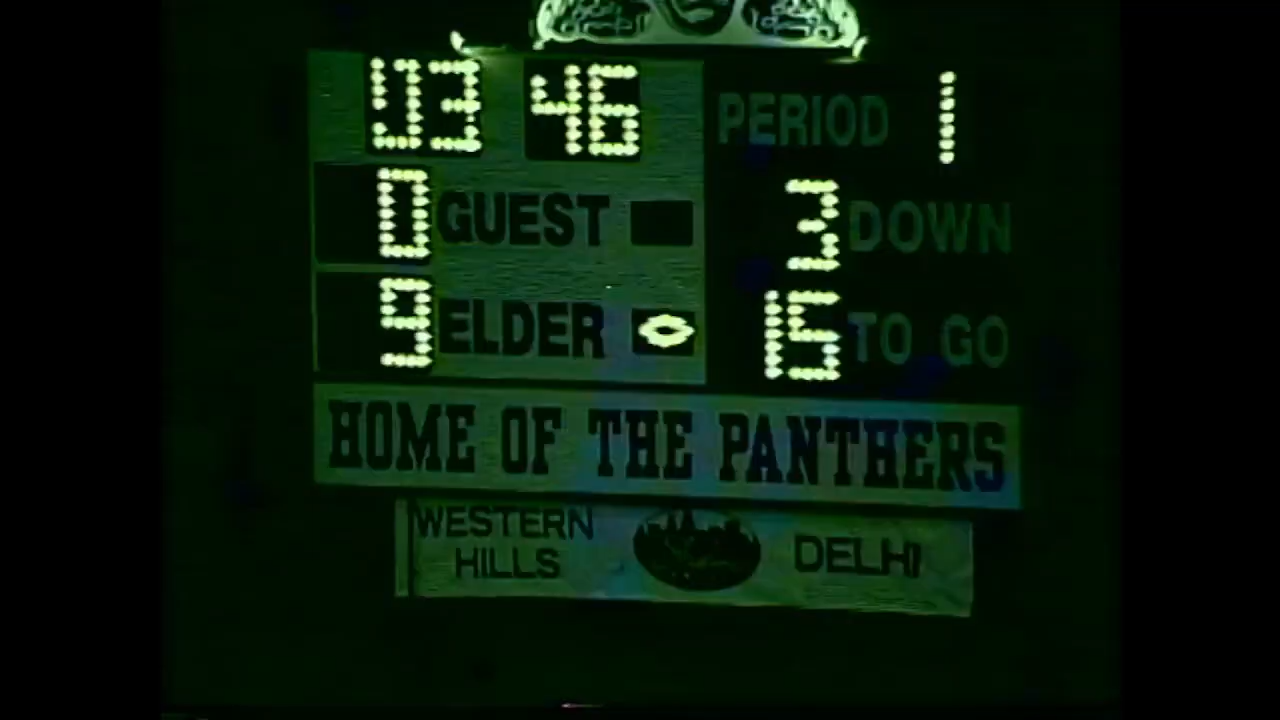 03 46 PERIOD 1
0 GUEST 3 DOWN
9 ELDER 15 TO GO
HOME OF THE PANTHERS
WESTERN HILLS DELHI